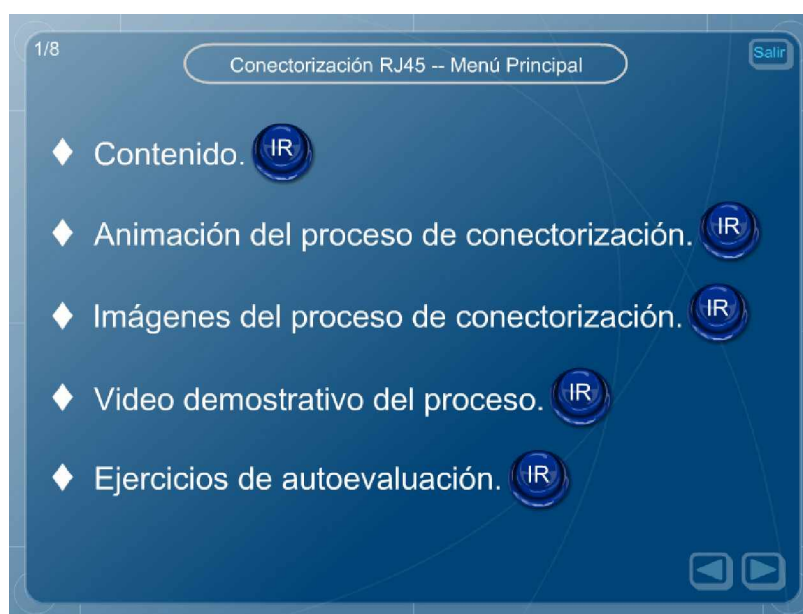 1/8
Conectorización RJ45 -- Menú Principal
Salir
Contenido. IR
Animación del proceso de conectorización. IR
Imágenes del proceso de conectorización. IR
Video demostrativo del proceso. IR
Ejercicios de autoevaluación. IR